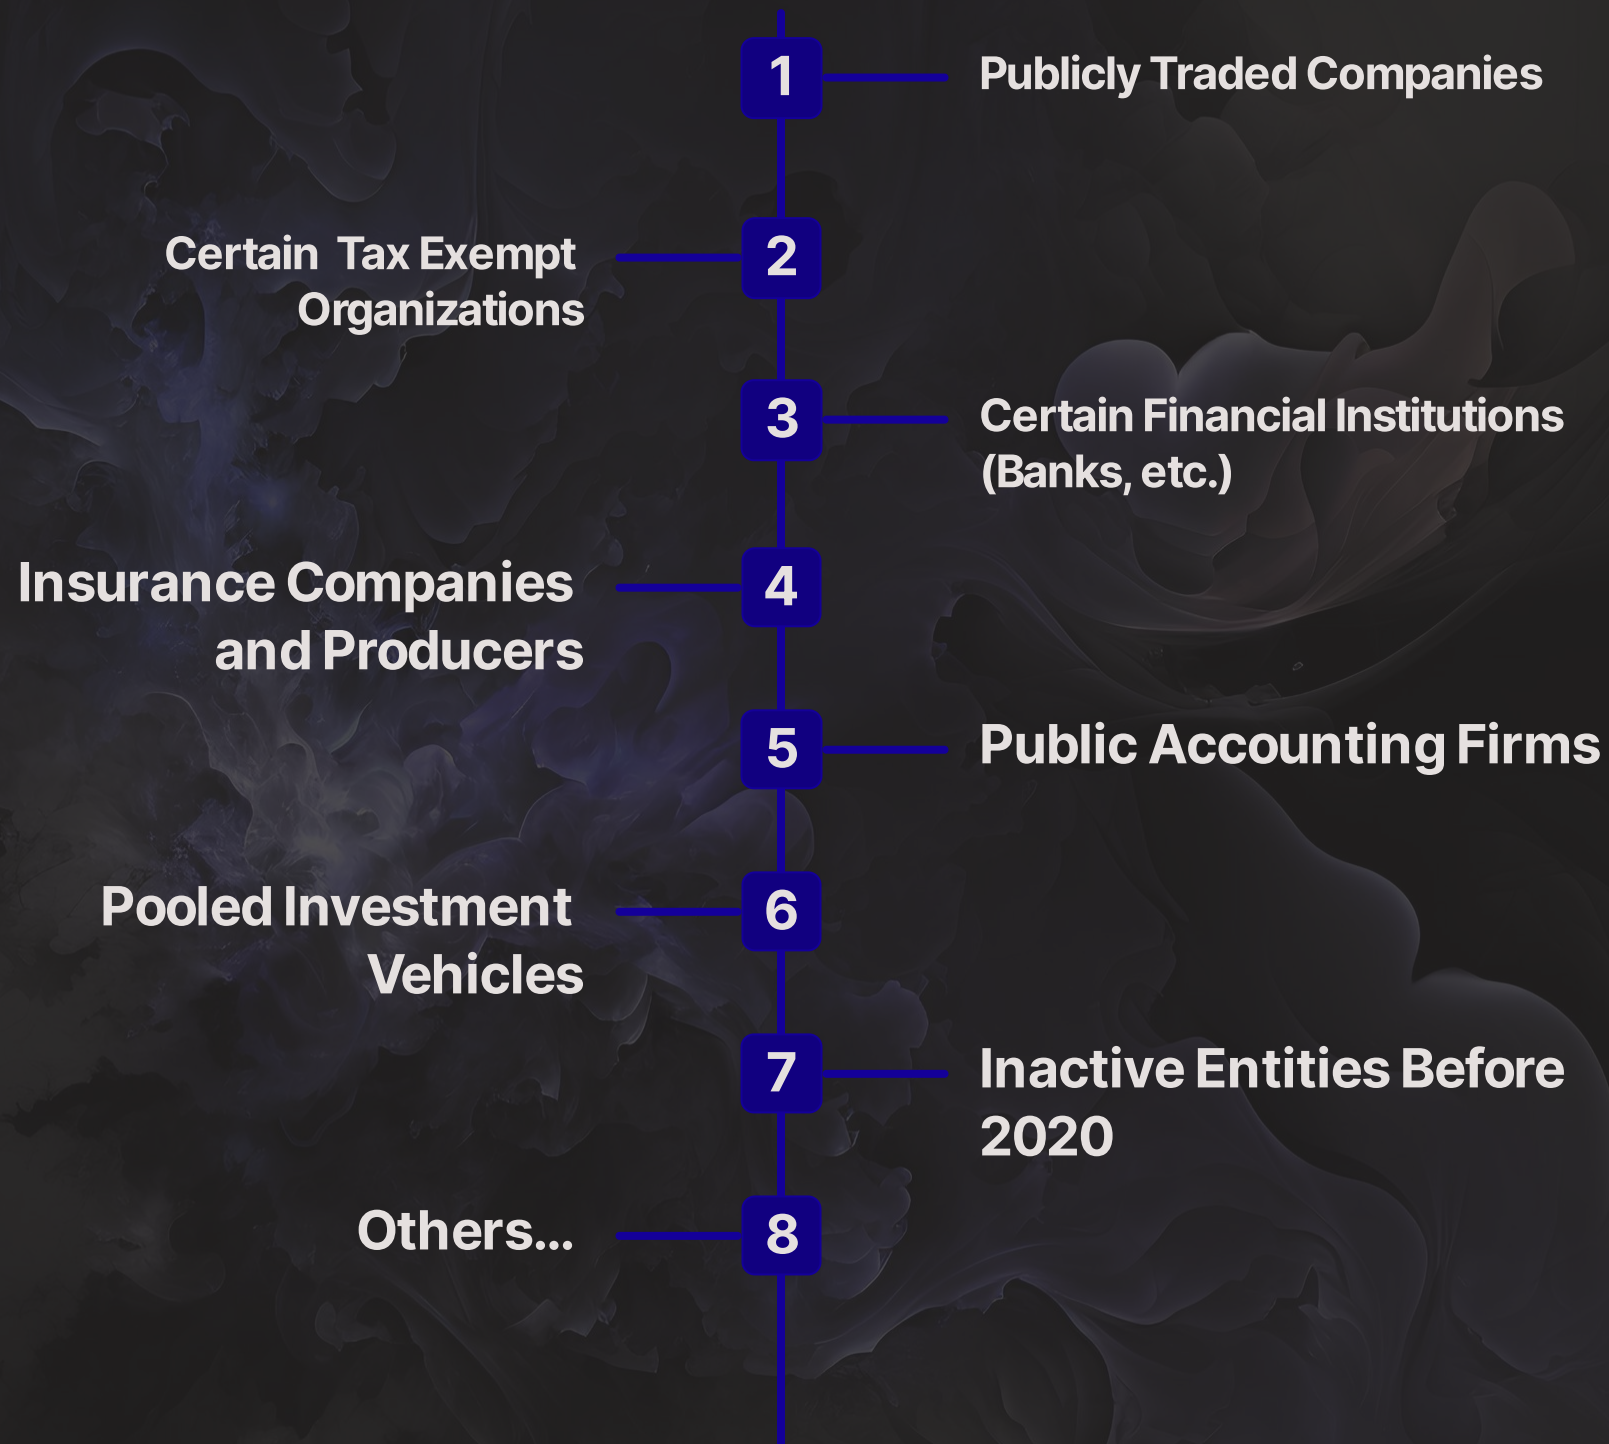 1
Publicly Traded Companies
2
Certain Tax Exempt
Organizations
3
Certain Financial Institutions
(Banks, etc.)
4
Insurance Companies
and Producers
5
Public Accounting Firms
6
Pooled Investment
Vehicles
7
Inactive Entities Before
2020
8
Others...